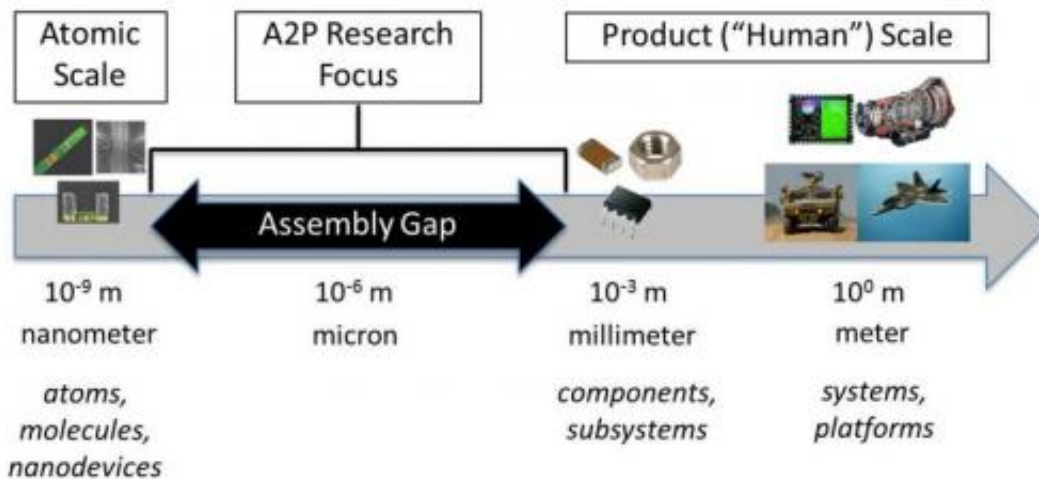 Atomic
Scale
A2P Research
Focus
Product (“Human”) Scale
Assembly Gap
10⁻⁹ m
10⁻⁶ m
10⁻³ m
10⁰ m
nanometer
micron
millimeter
meter
atoms,
molecules,
nanodevices
components,
subsystems
systems,
platforms